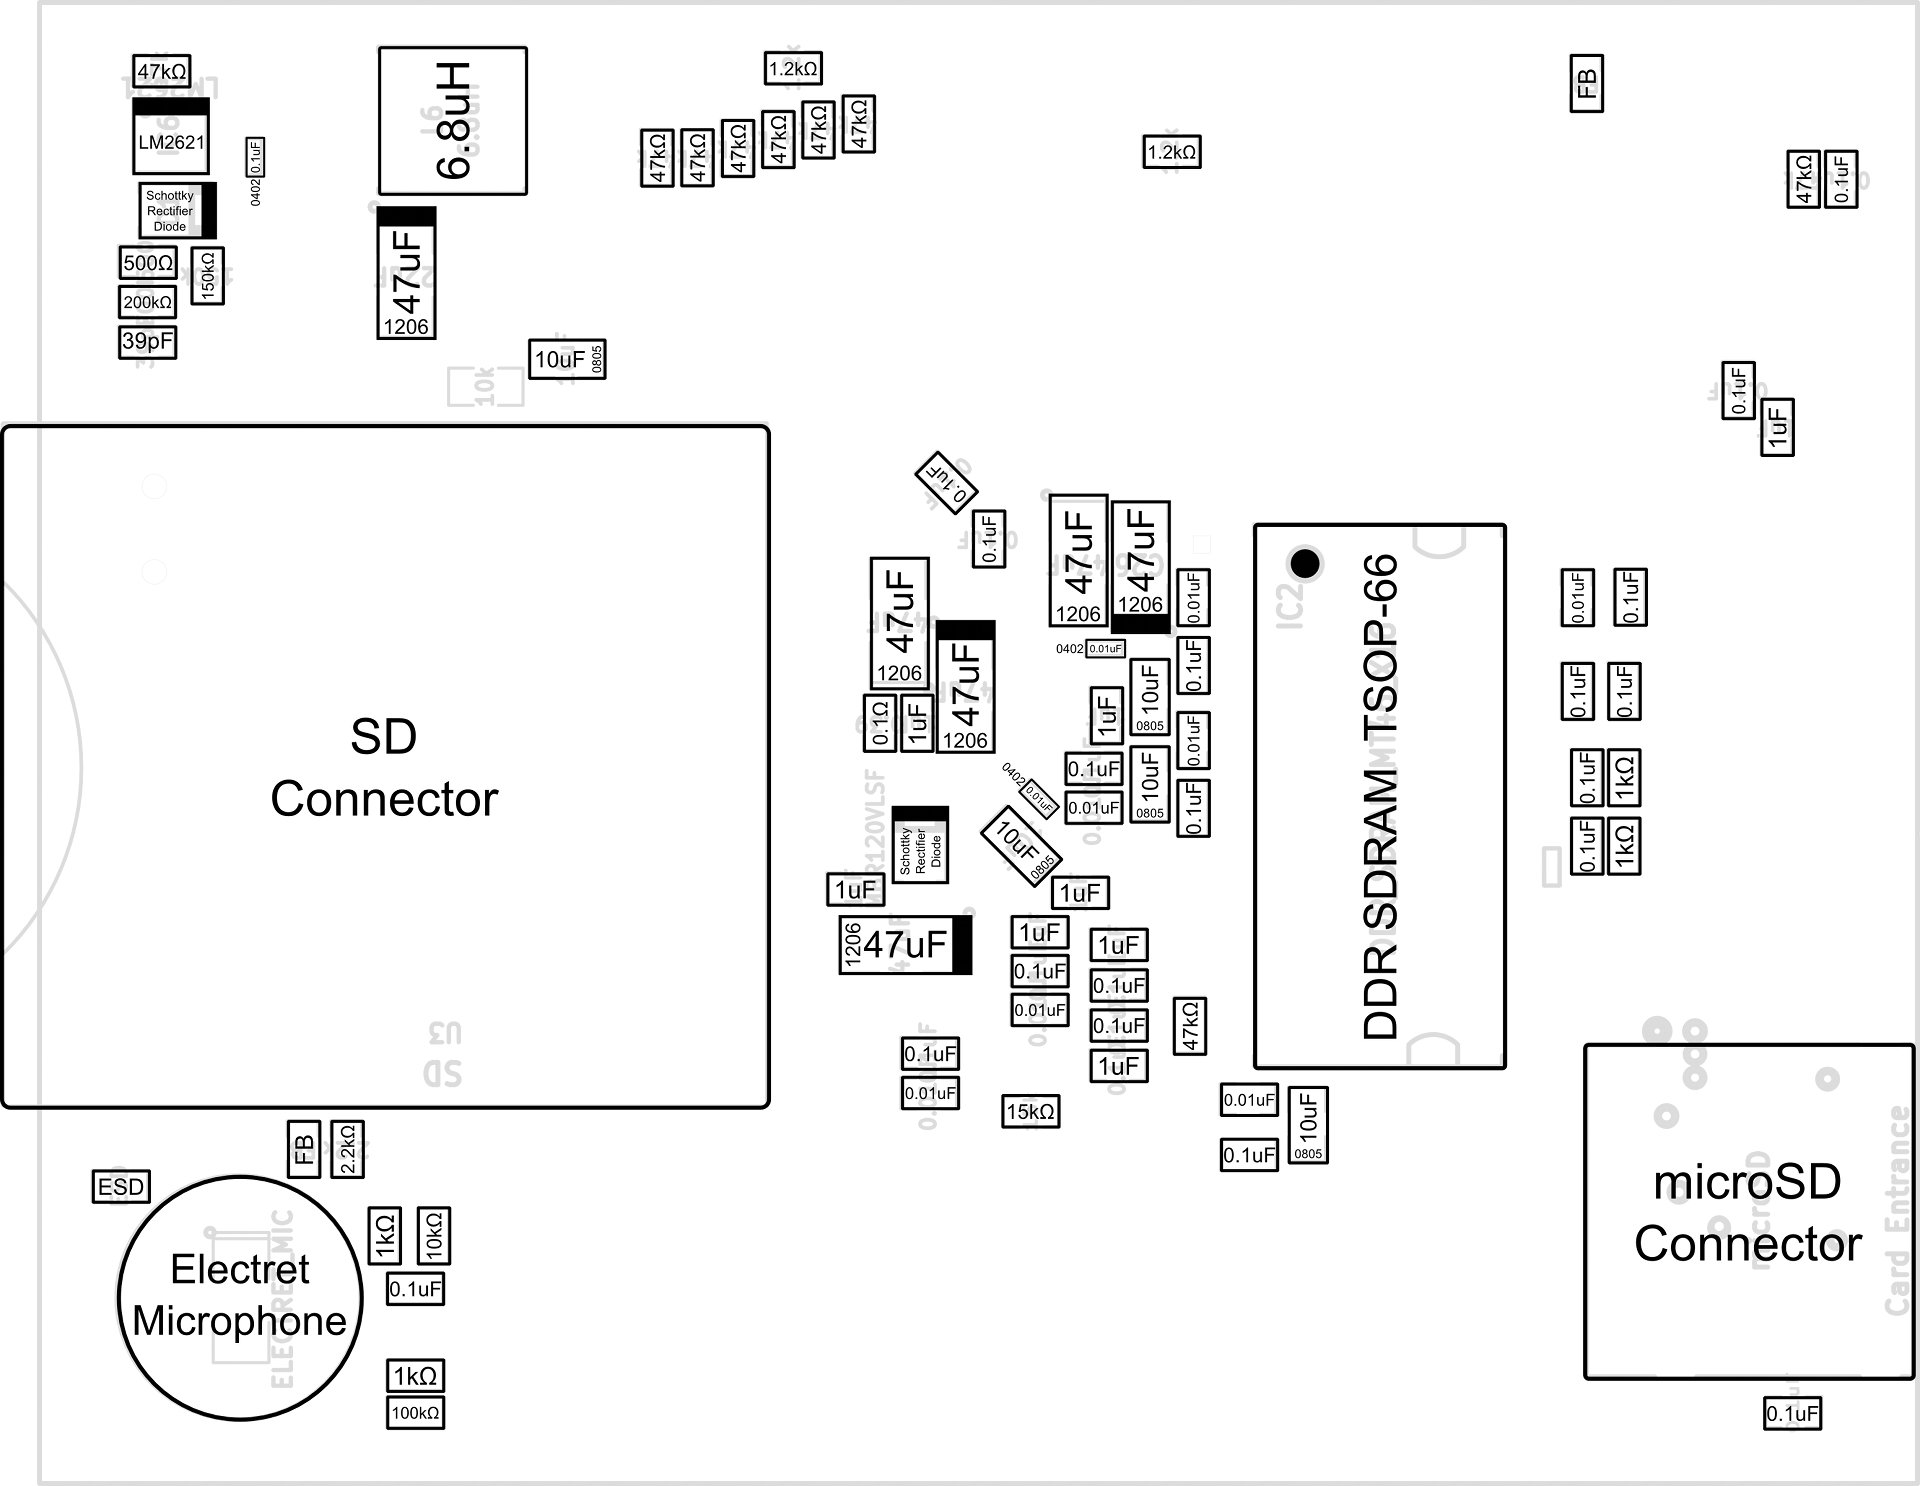 47kΩ
LM2621
0.1uF
0402
Schottky
Rectifier
Diode
500Ω
150kΩ
200kΩ
39pF
6.8uH
47uF
1206
10uF
0805
10k
1.2kΩ
47kΩ
47kΩ
47kΩ
47kΩ
47kΩ
47kΩ
1.2kΩ
FB
47kΩ
0.1uF
0.1uF
1uF
SD
Connector
U3
SD
0.1uF
0.1uF
47uF
1206
47uF
1206
0.1Ω
1uF
47uF
1206
47uF
1206
0402
0.01uF
0.01uF
0.1uF
0.01uF
0.1uF
10uF
0805
1uF
0.1uF
0.01uF
10uF
0805
0402
0.01uF
10uF
0805
Schottky
Rectifier
Diode
1uF
1uF
1206
47uF
1uF
0.1uF
0.01uF
1uF
0.1uF
0.1uF
1uF
47kΩ
0.1uF
0.01uF
15kΩ
IC2
DDR SDRAM TSOP-66
0.01uF
0.1uF
10uF
0805
0.01uF
0.1uF
0.1uF
0.1uF
0.1uF
1kΩ
0.1uF
1kΩ
FB
2.2kΩ
ESD
Electret
Microphone
ELECTRET_MIC
1kΩ
10kΩ
0.1uF
1kΩ
100kΩ
microSD
Connector
microSD
Card Entrance
0.1uF